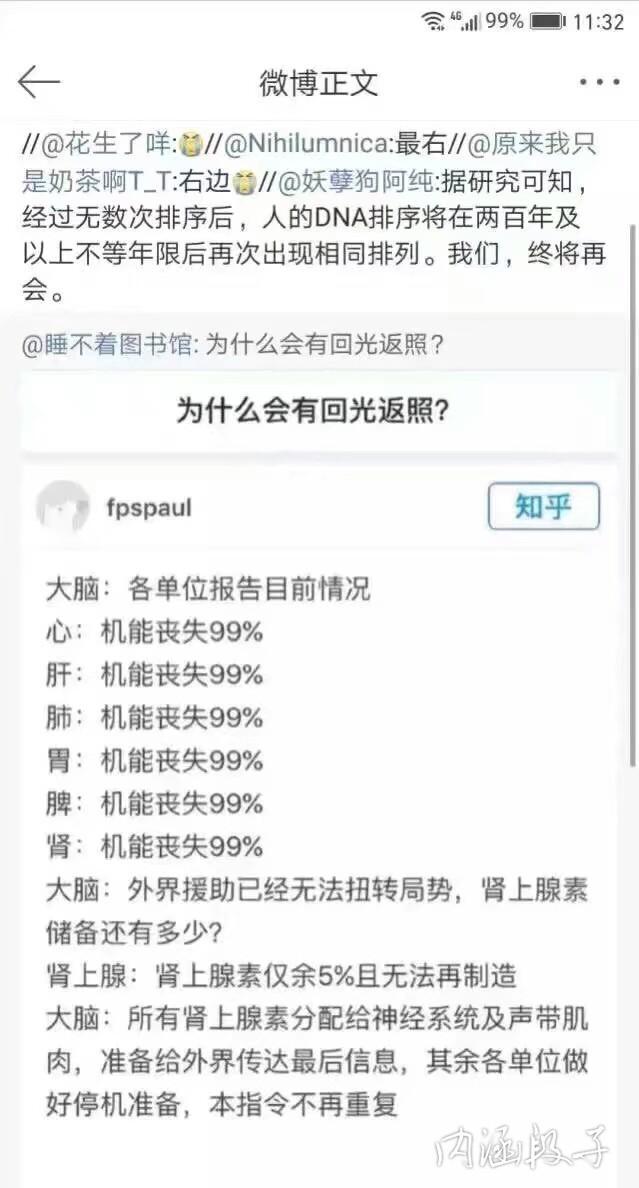 4G 99% 11:32
微博正文
//@花生了咩:😭//@Nihilumnica:最右//@原来我只
是奶茶啊T_T:右边😭//@妖孽狗阿纯:据研究可知，
经过无数次排序后，人的DNA排序将在两百年及
以上不等年限后再次出现相同排列。我们，终将再
会。
@睡不着图书馆: 为什么会有回光返照？
为什么会有回光返照？
fpspaul
知乎
大脑：各单位报告目前情况
心：机能丧失99%
肝：机能丧失99%
肺：机能丧失99%
胃：机能丧失99%
脾：机能丧失99%
肾：机能丧失99%
大脑：外界援助已经无法扭转局势，肾上腺素
储备还有多少？
肾上腺：肾上腺素仅余5%且无法再制造
大脑：所有肾上腺素分配给神经系统及声带肌
肉，准备给外界传达最后信息，其余各单位做
好停机准备，本指令不再重复
内涵段子